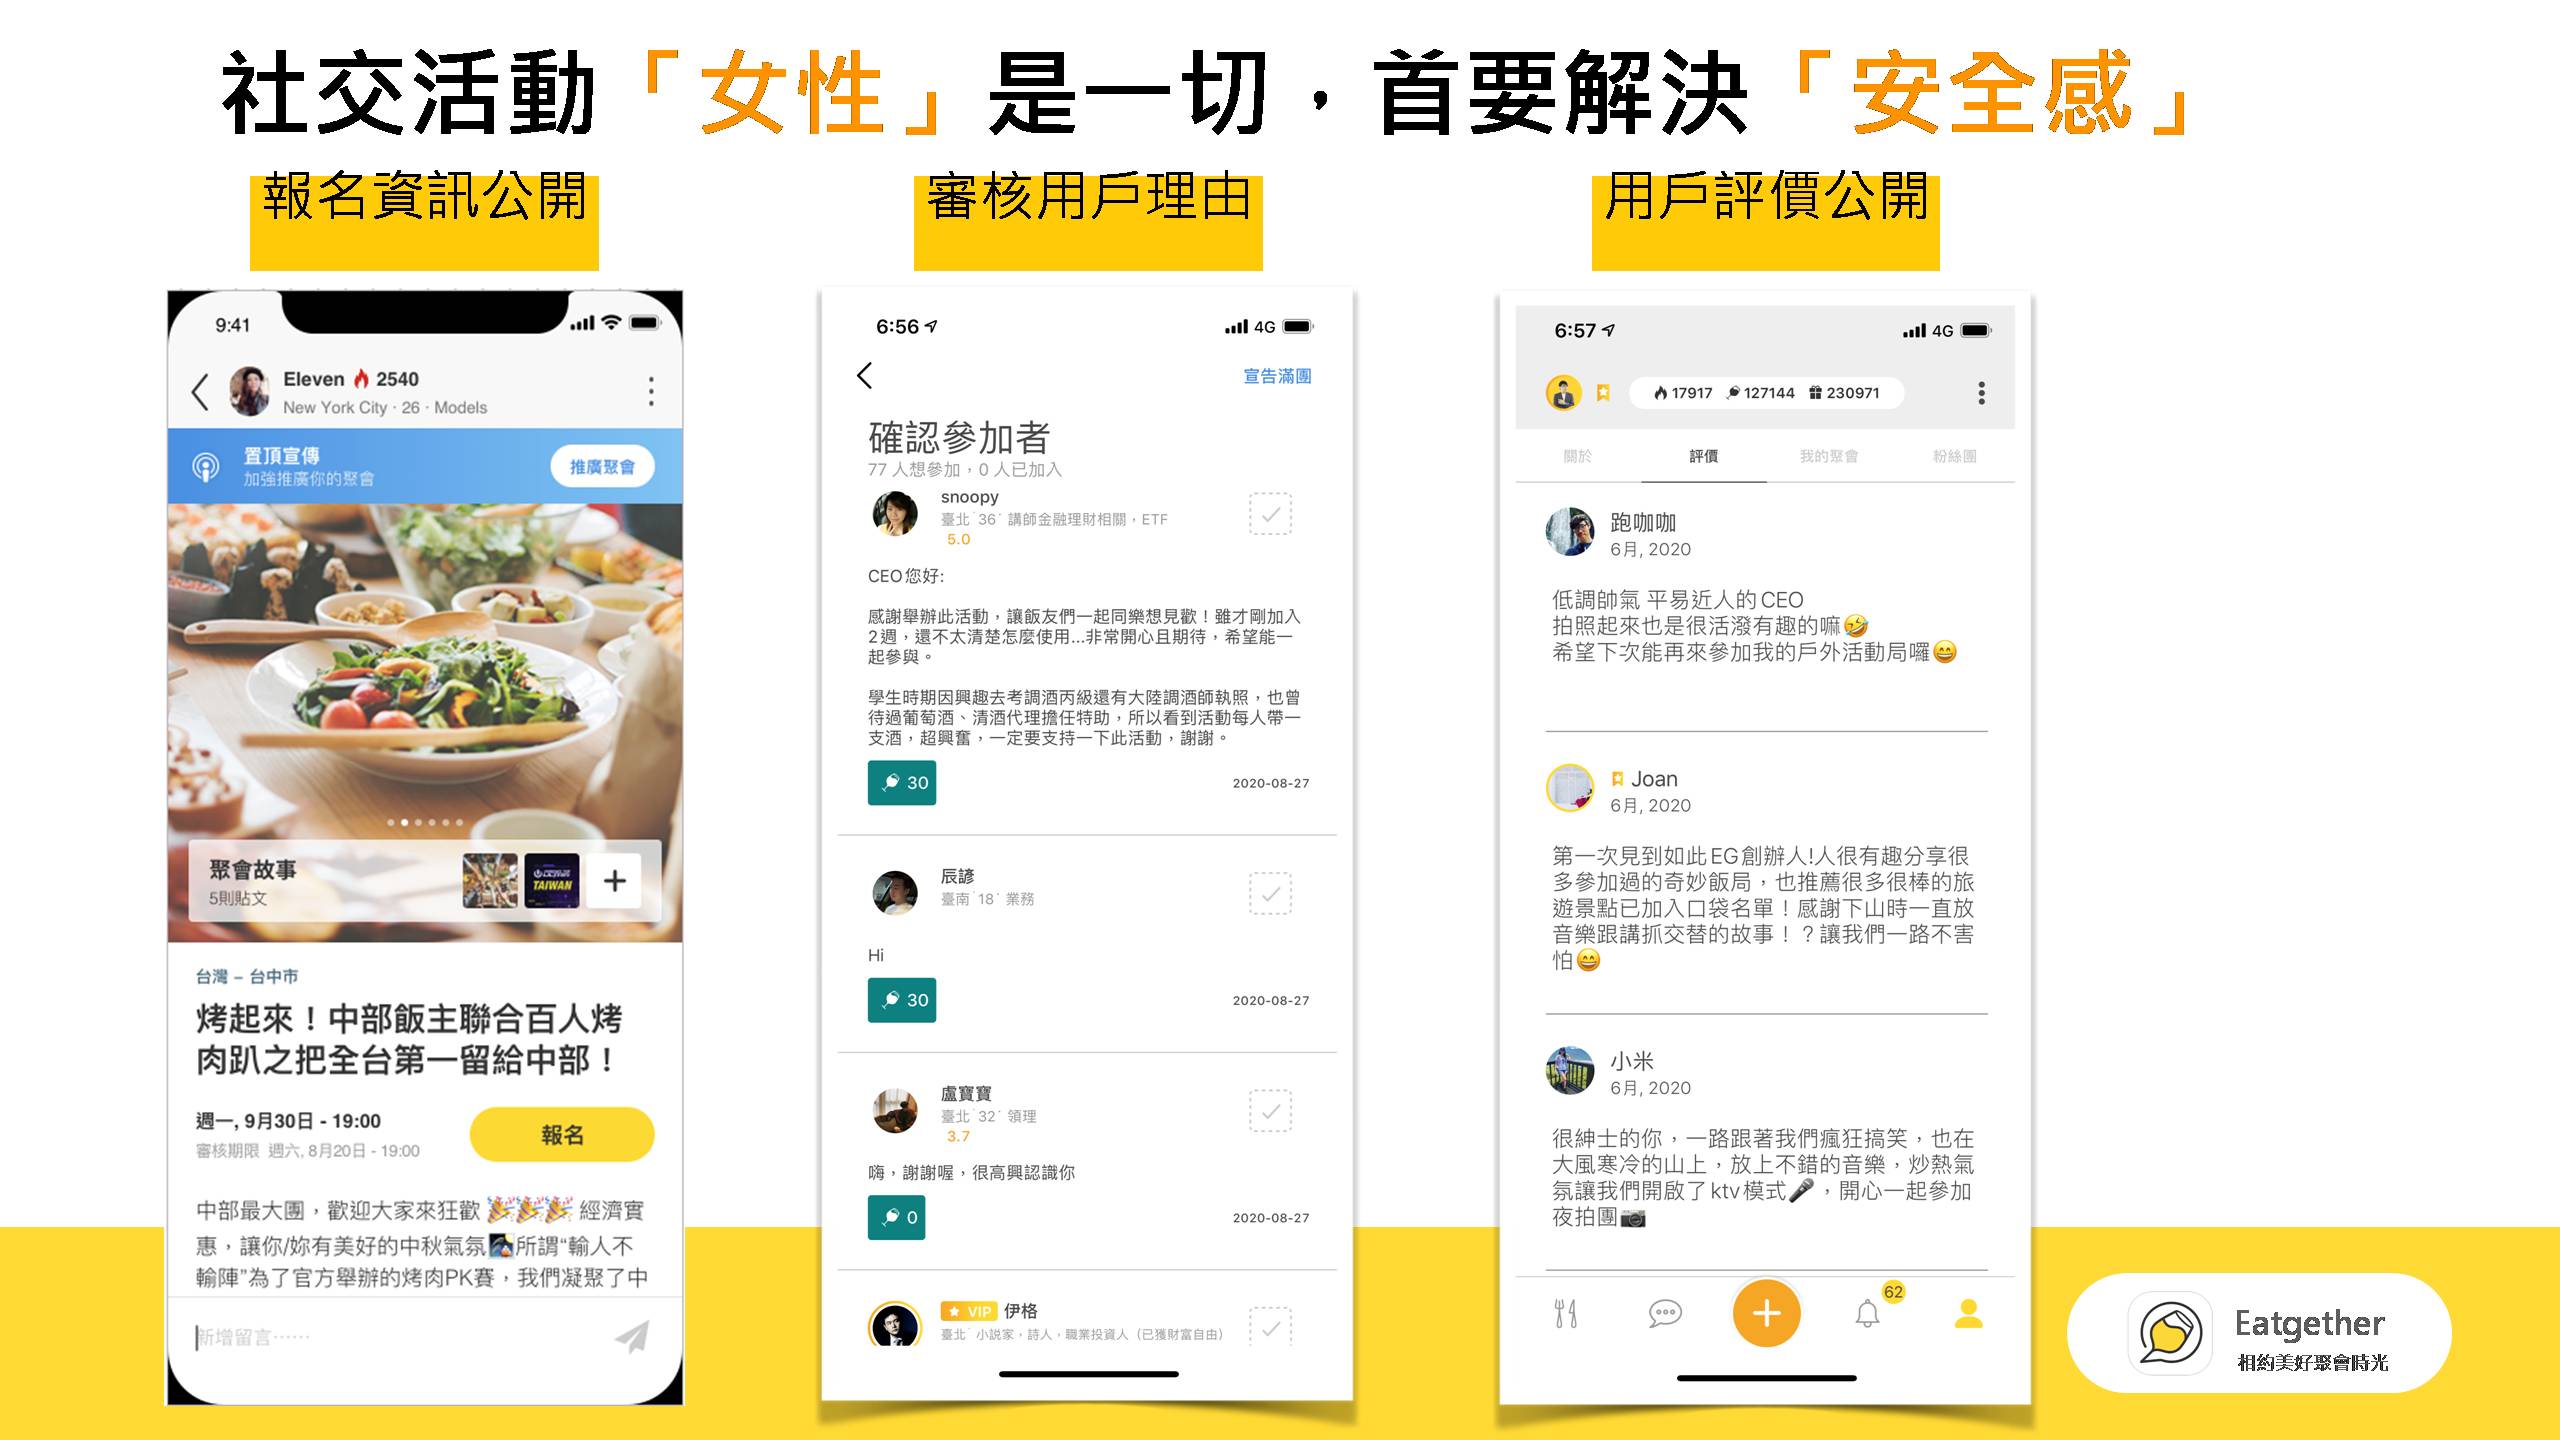 社交活動「女性」是一切，首要解決「安全感」
報名資訊公開
審核用戶理由
用戶評價公開
9:41
Eleven 2540
New York City · 26 · Models
置頂宣傳
加強推廣你的聚會
推廣聚會
聚會故事
5則貼文
TAIWAN
台灣 – 台中市
烤起來！中部飯主聯合百人烤
肉趴之把全台第一留給中部！
週一, 9月30日 - 19:00
審核期限 週六, 8月20日 - 19:00
報名
中部最大團，歡迎大家來狂歡 🎉🎉🎉 經濟實
惠，讓你/妳有美好的中秋氣氛🎑所謂“輸人不
輸陣”為了官方舉辦的烤肉PK賽，我們凝聚了中
新增留言⋯⋯
6:56
4G
宣告滿團
確認參加者
77 人想參加，0 人已加入
snoopy
臺北˙36˙ 講師金融理財相關，ETF
5.0
CEO您好:
感謝舉辦此活動，讓飯友們一起同樂想見歡！雖才剛加入
2週，還不太清楚怎麼使用...非常開心且期待，希望能一
起參與。
學生時期因興趣去考調酒丙級還有大陸調酒師執照，也曾
待過葡萄酒、清酒代理擔任特助，所以看到活動每人帶一
支酒，超興奮，一定要支持一下此活動，謝謝。
30
2020-08-27
辰諺
臺南˙18˙ 業務
Hi
30
2020-08-27
盧寶寶
臺北˙32˙ 領理
3.7
嗨，謝謝喔，很高興認識你
0
2020-08-27
VIP 伊格
臺北˙ 小說家，詩人，職業投資人（已獲財富自由）
6:57
4G
17917 127144 230971
關於 評價 我的聚會 粉絲團
跑咖咖
6月, 2020
低調帥氣 平易近人的CEO
拍照起來也是很活潑有趣的嘛🤣
希望下次能再來參加我的戶外活動局囉😄
Joan
6月, 2020
第一次見到如此EG創辦人!人很有趣分享很
多參加過的奇妙飯局，也推薦很多很棒的旅
遊景點已加入口袋名單！感謝下山時一直放
音樂跟講抓交替的故事！？讓我們一路不害
怕😄
小米
6月, 2020
很紳士的你，一路跟著我們瘋狂搞笑，也在
大風寒冷的山上，放上不錯的音樂，炒熱氣
氛讓我們開啟了ktv模式🎤，開心一起參加
夜拍團📷
62
Eatgether
相約美好聚會時光